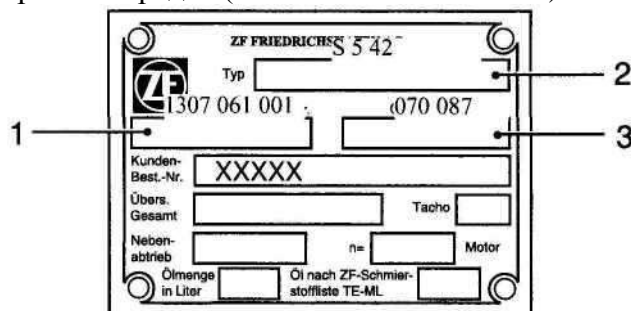 ZF FRIEDRICHS
S 5 42
ZF
Typ
2
1307 061 001
070 087
1
3
Kunden-
Best.-Nr.
XXXXX
Übers.
Gesamt
Tacho
Neben-
abtrieb
n=
Motor
Ölmenge
in Liter
Öl nach ZF-Schmier-
stoffliste TE-ML